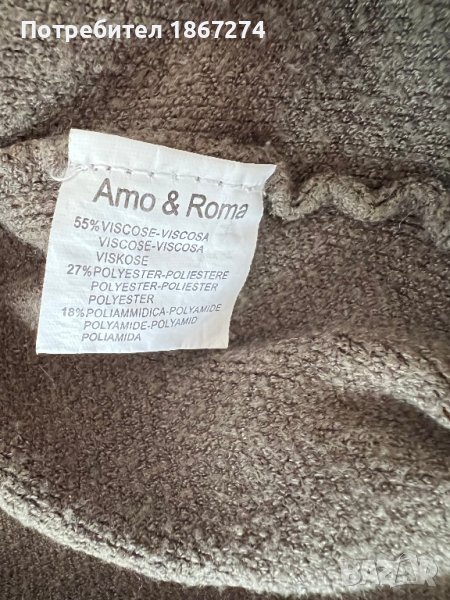 Потребител 1867274
Amo & Roma
55%VISCOSE-VISCOSA
VISCOSE-VISCOSA
VISKOSE
27%POLYESTER-POLIESTERE
POLYESTER-POLIESTER
POLYESTER
18%POLIAMMIDICA-POLYAMIDE
POLYAMIDE-POLYAMID
POLIAMIDA
BAZAR